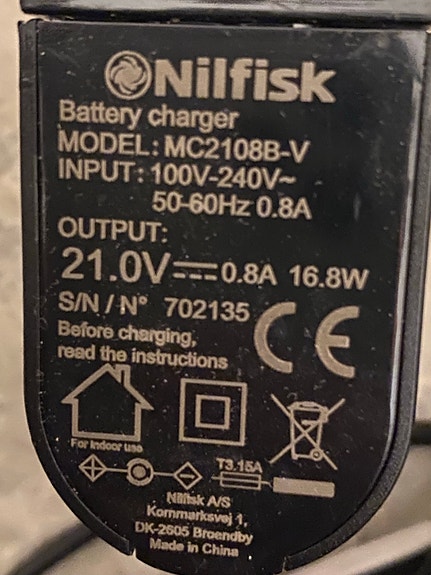 Nilfisk
Battery charger
MODEL: MC2108B-V
INPUT: 100V-240V~
50-60Hz 0.8A
OUTPUT:
21.0V⎓0.8A 16.8W
S/N / N° 702135
Before charging,
read the instructions
CE
For indoor use
T3.15A
Nilfisk A/S
Kornmarksvej 1,
DK-2605 Broendby
Made in China